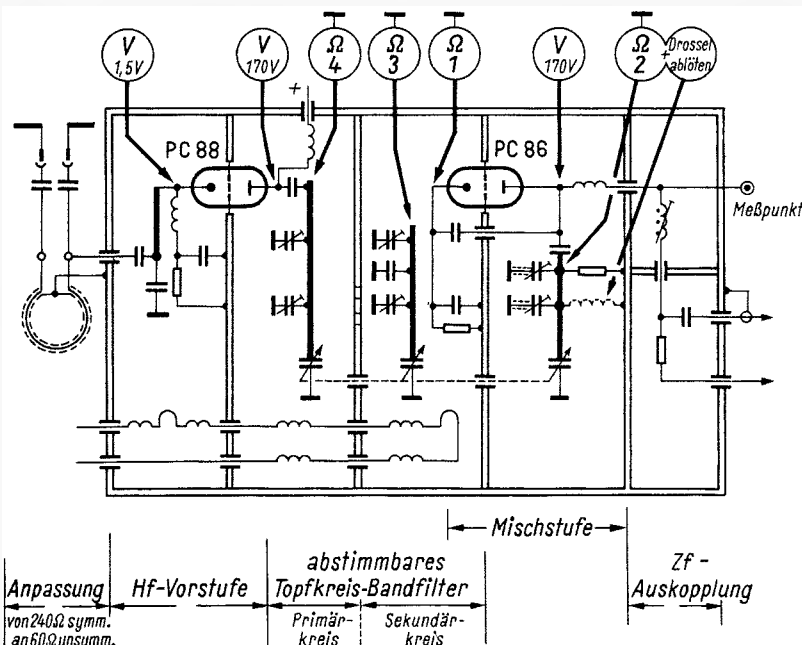 V
1,5V
V
170V
Ω
4
Ω
3
Ω
1
V
170V
Ω
2
+
Drossel
ablöten
+
PC 88
PC 86
Meßpunkt
Mischstufe
abstimmbares
Topfkreis-Bandfilter
Zf -
Auskopplung
Anpassung
Hf-Vorstufe
von 240Ω symm.
an 60Ω unsymm.
Primär-
kreis
Sekundär-
kreis